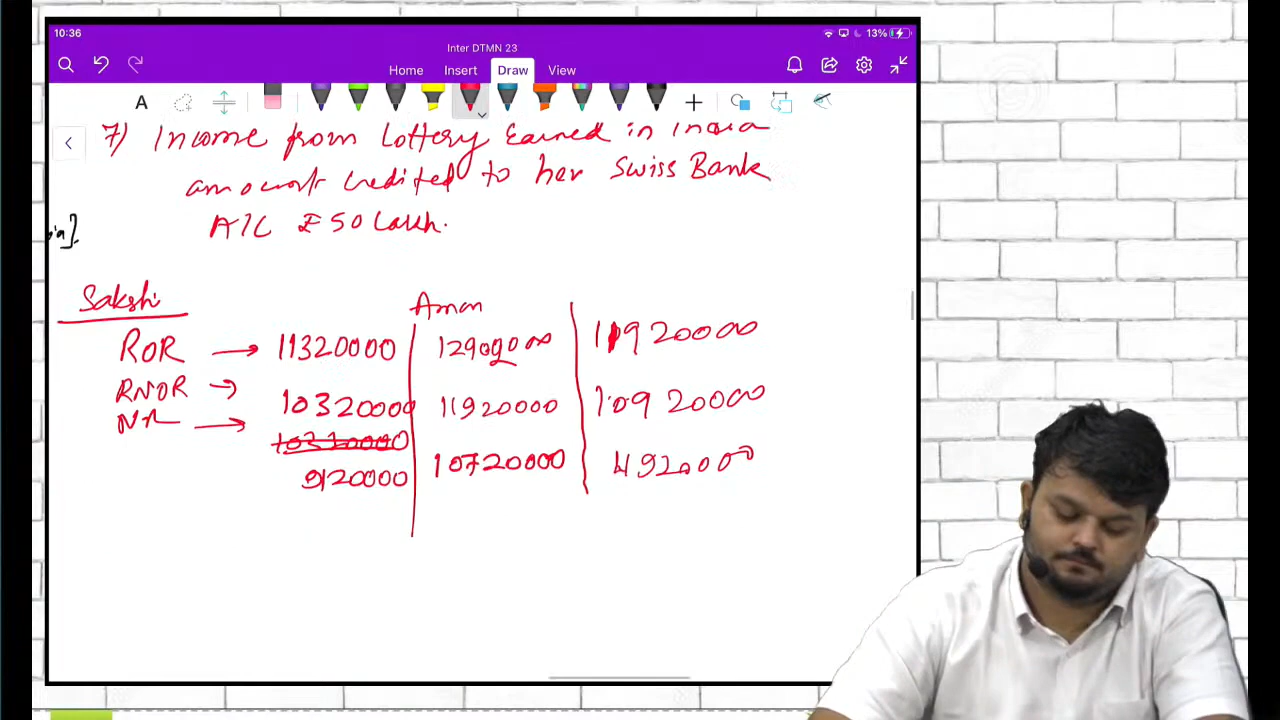 10:36
13%
Inter DTMN 23
Home Insert Draw View
7) Income from Lottery Earned in India
amount credited to her Swiss Bank
A/C ₤ 50 Lakh.
Sakshi
Aman
ROR → 11320000 12900000 11920000
RNOR → 10320000 11920000 10920000
NR →
9120000 10720000 4920000